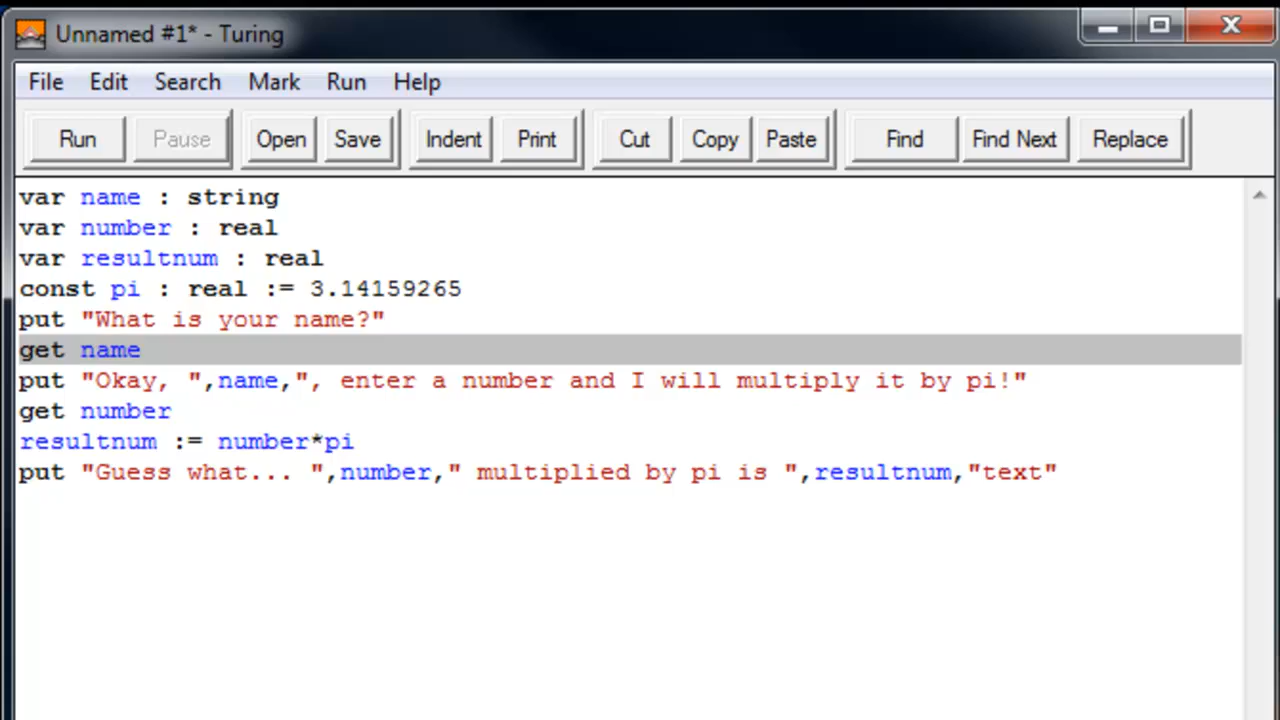 Unnamed #1* - Turing
File Edit Search Mark Run Help
Run Pause Open Save Indent Print Cut Copy Paste Find Find Next Replace
var name : string
var number : real
var resultnum : real
const pi : real := 3.14159265
put "What is your name?"
get name
put "Okay, ",name,", enter a number and I will multiply it by pi!"
get number
resultnum := number*pi
put "Guess what... ",number," multiplied by pi is ",resultnum,"text"